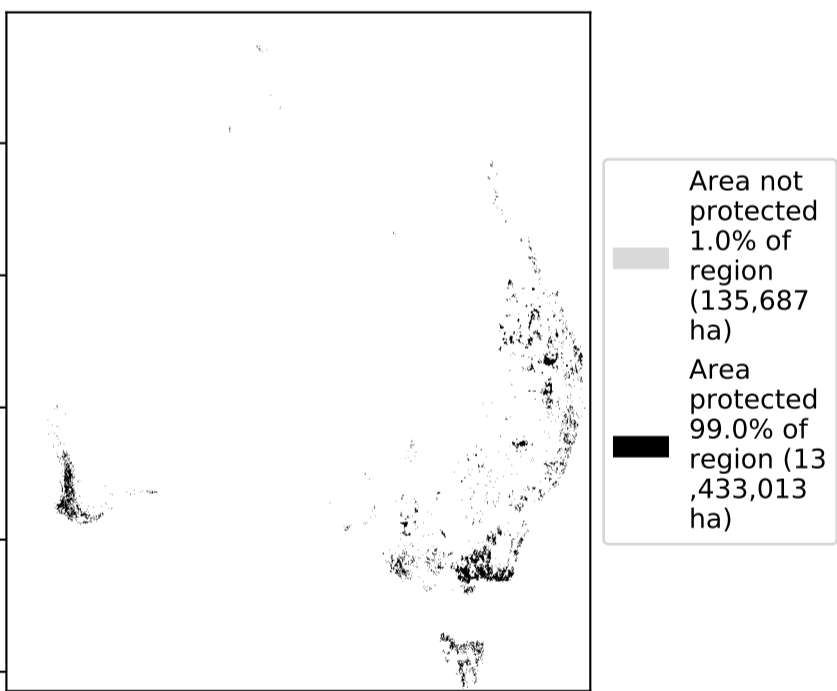 Area not
protected
1.0% of
region
(135,687
ha)
Area
protected
99.0% of
region (13
,433,013
ha)